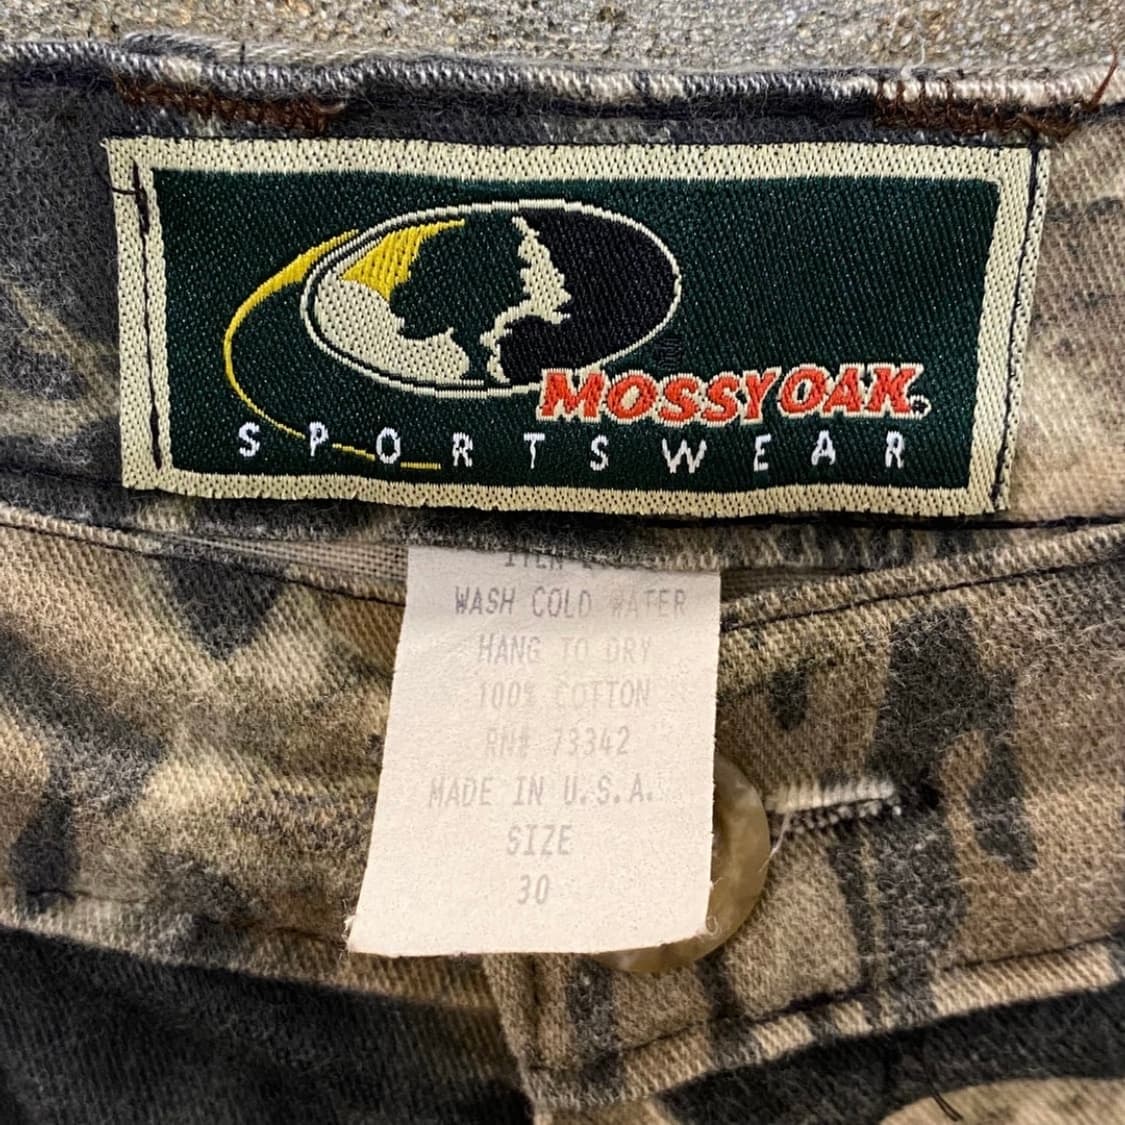 MOSSY OAK.
SPORTSWEAR
WASH COLD WATER
HANG TO DRY
100% COTTON
RN# 73342
MADE IN U.S.A.
SIZE
30